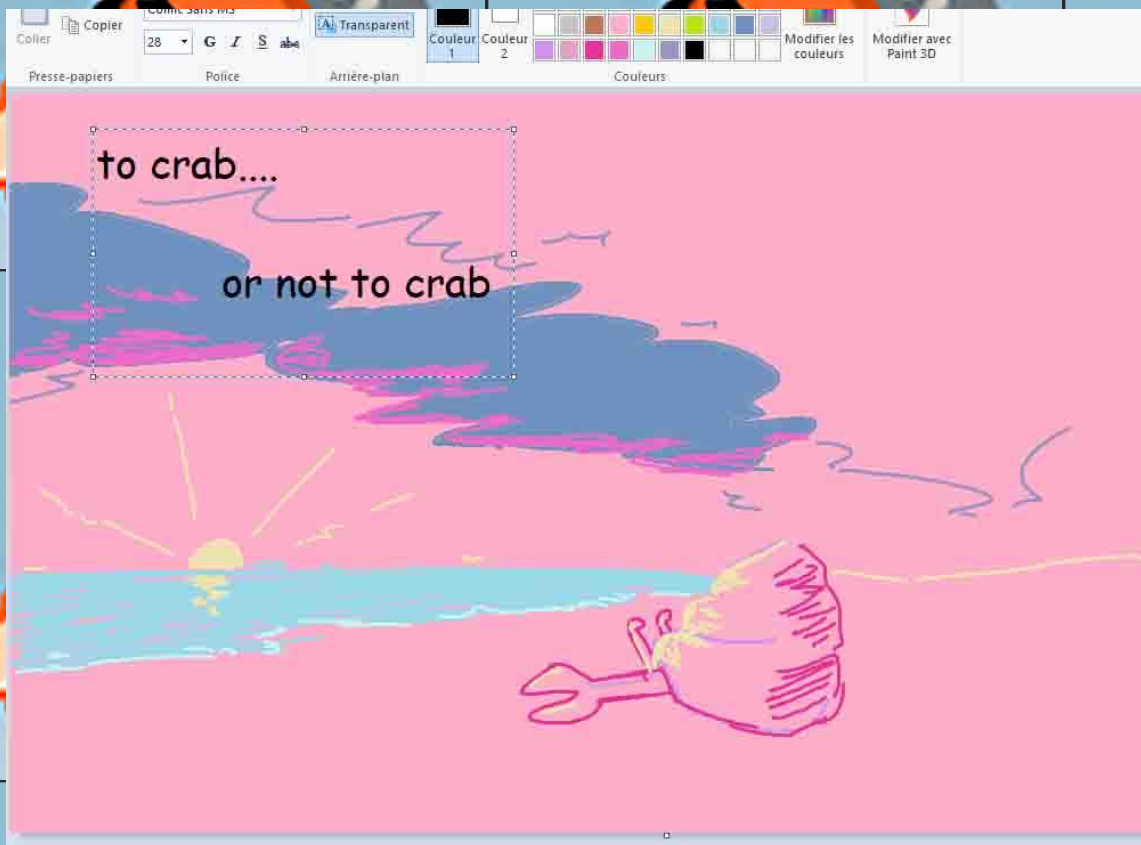 Comic Sans MS
Coller
Copier
28
G I S abc
Transparent
Couleur 1
Couleur 2
Modifier les couleurs
Modifier avec Paint 3D
Presse-papiers
Police
Arrière-plan
Couleurs
to crab....
or not to crab